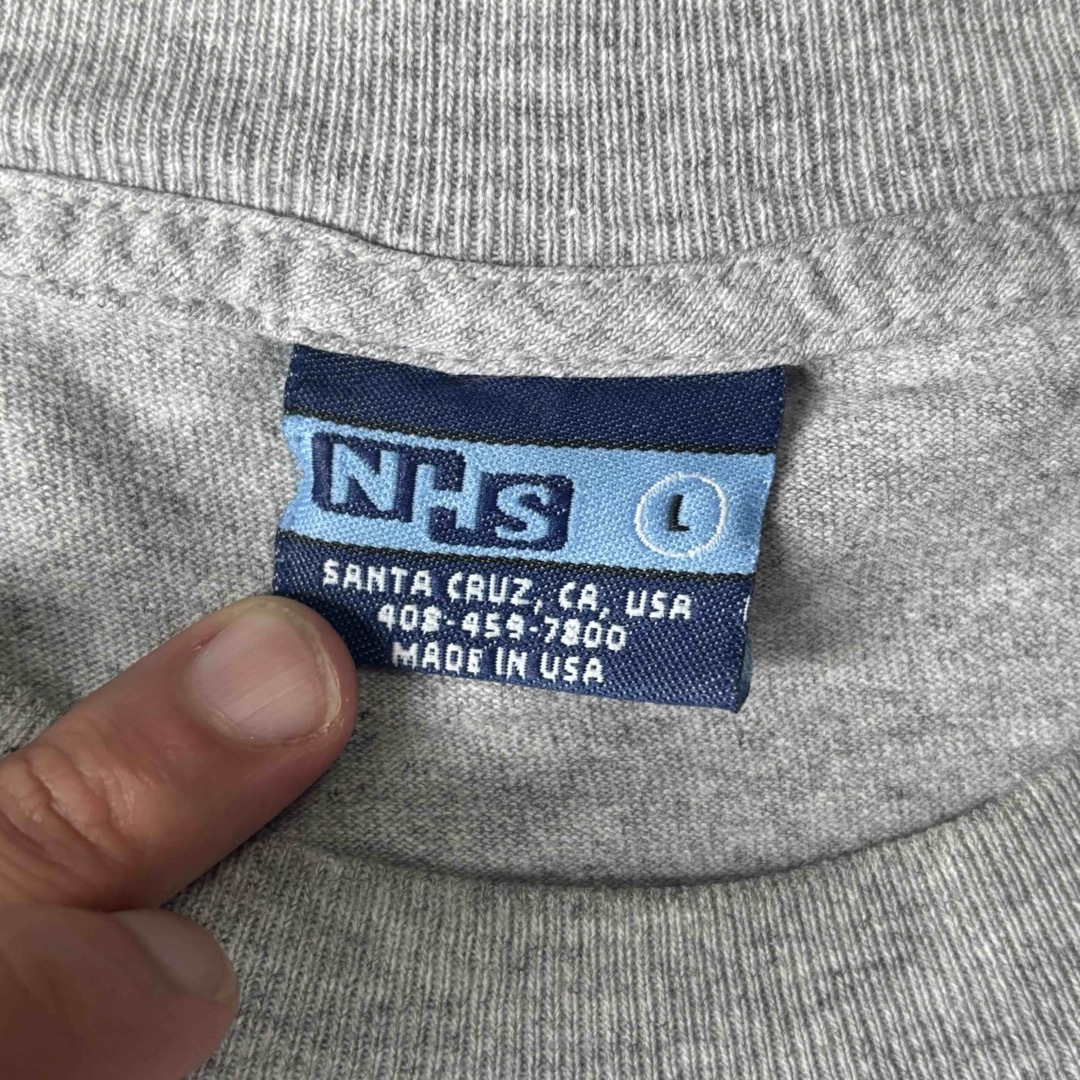 NHS L
SANTA CRUZ, CA, USA
408-459-7800
MADE IN USA